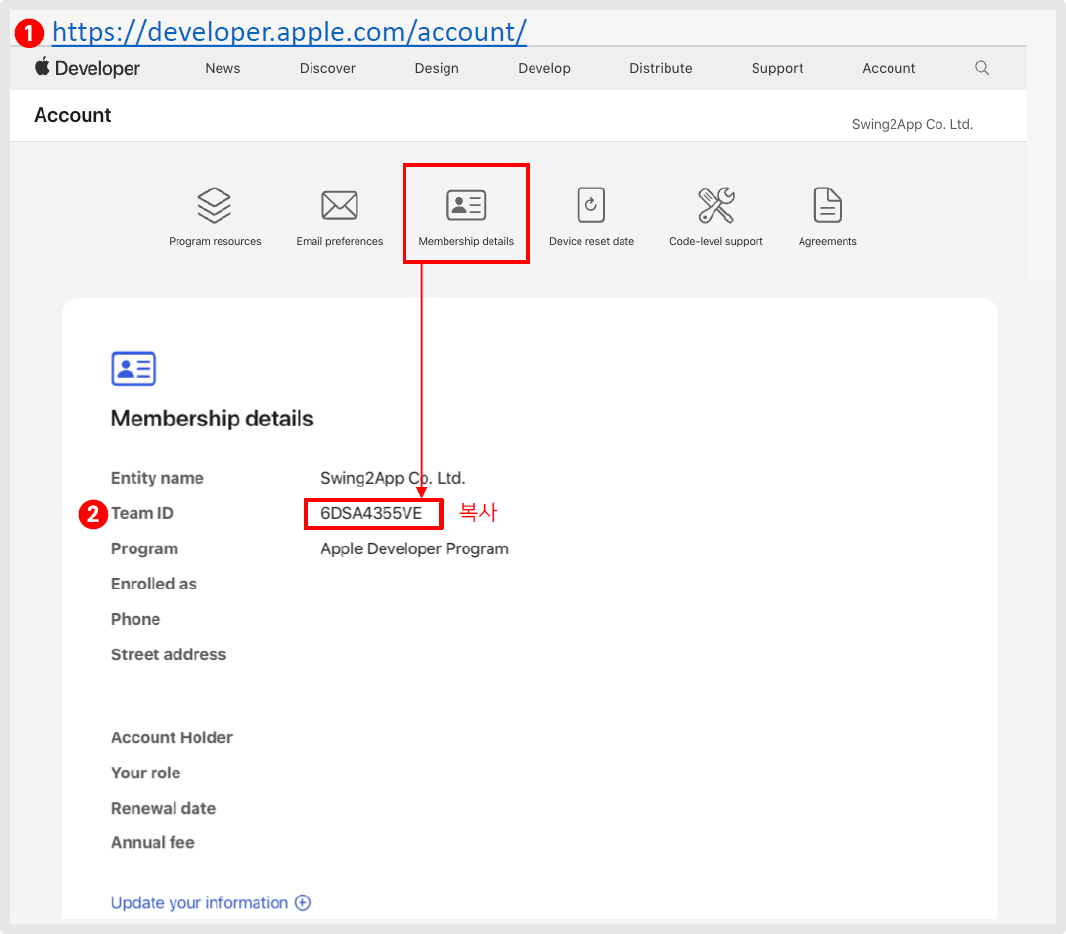 1 https://developer.apple.com/account/
Developer News Discover Design Develop Distribute Support Account
Account
Swing2App Co. Ltd.
Program resources Email preferences Membership details Device reset date Code-level support Agreements
Membership details
Entity name Swing2App Co. Ltd.
2 Team ID 6DSA4355VE 복사
Program Apple Developer Program
Enrolled as
Phone
Street address
Account Holder
Your role
Renewal date
Annual fee
Update your information